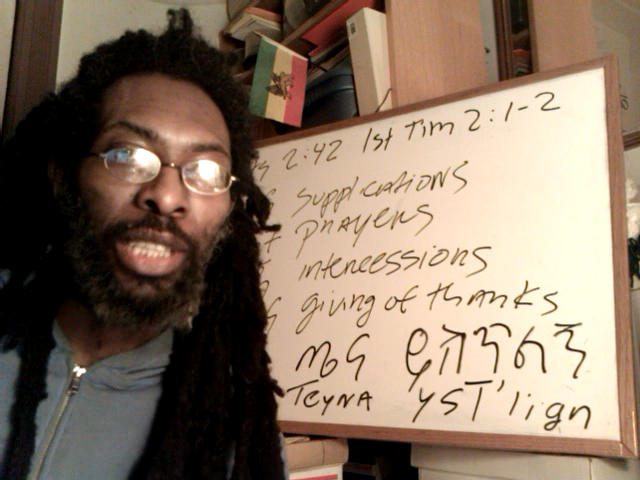 2:42 1st Tim 2:1-2
supplications
prayers
intercessions
giving of thanks
ጤና ይስጥልኝ
Teyna yst'lign